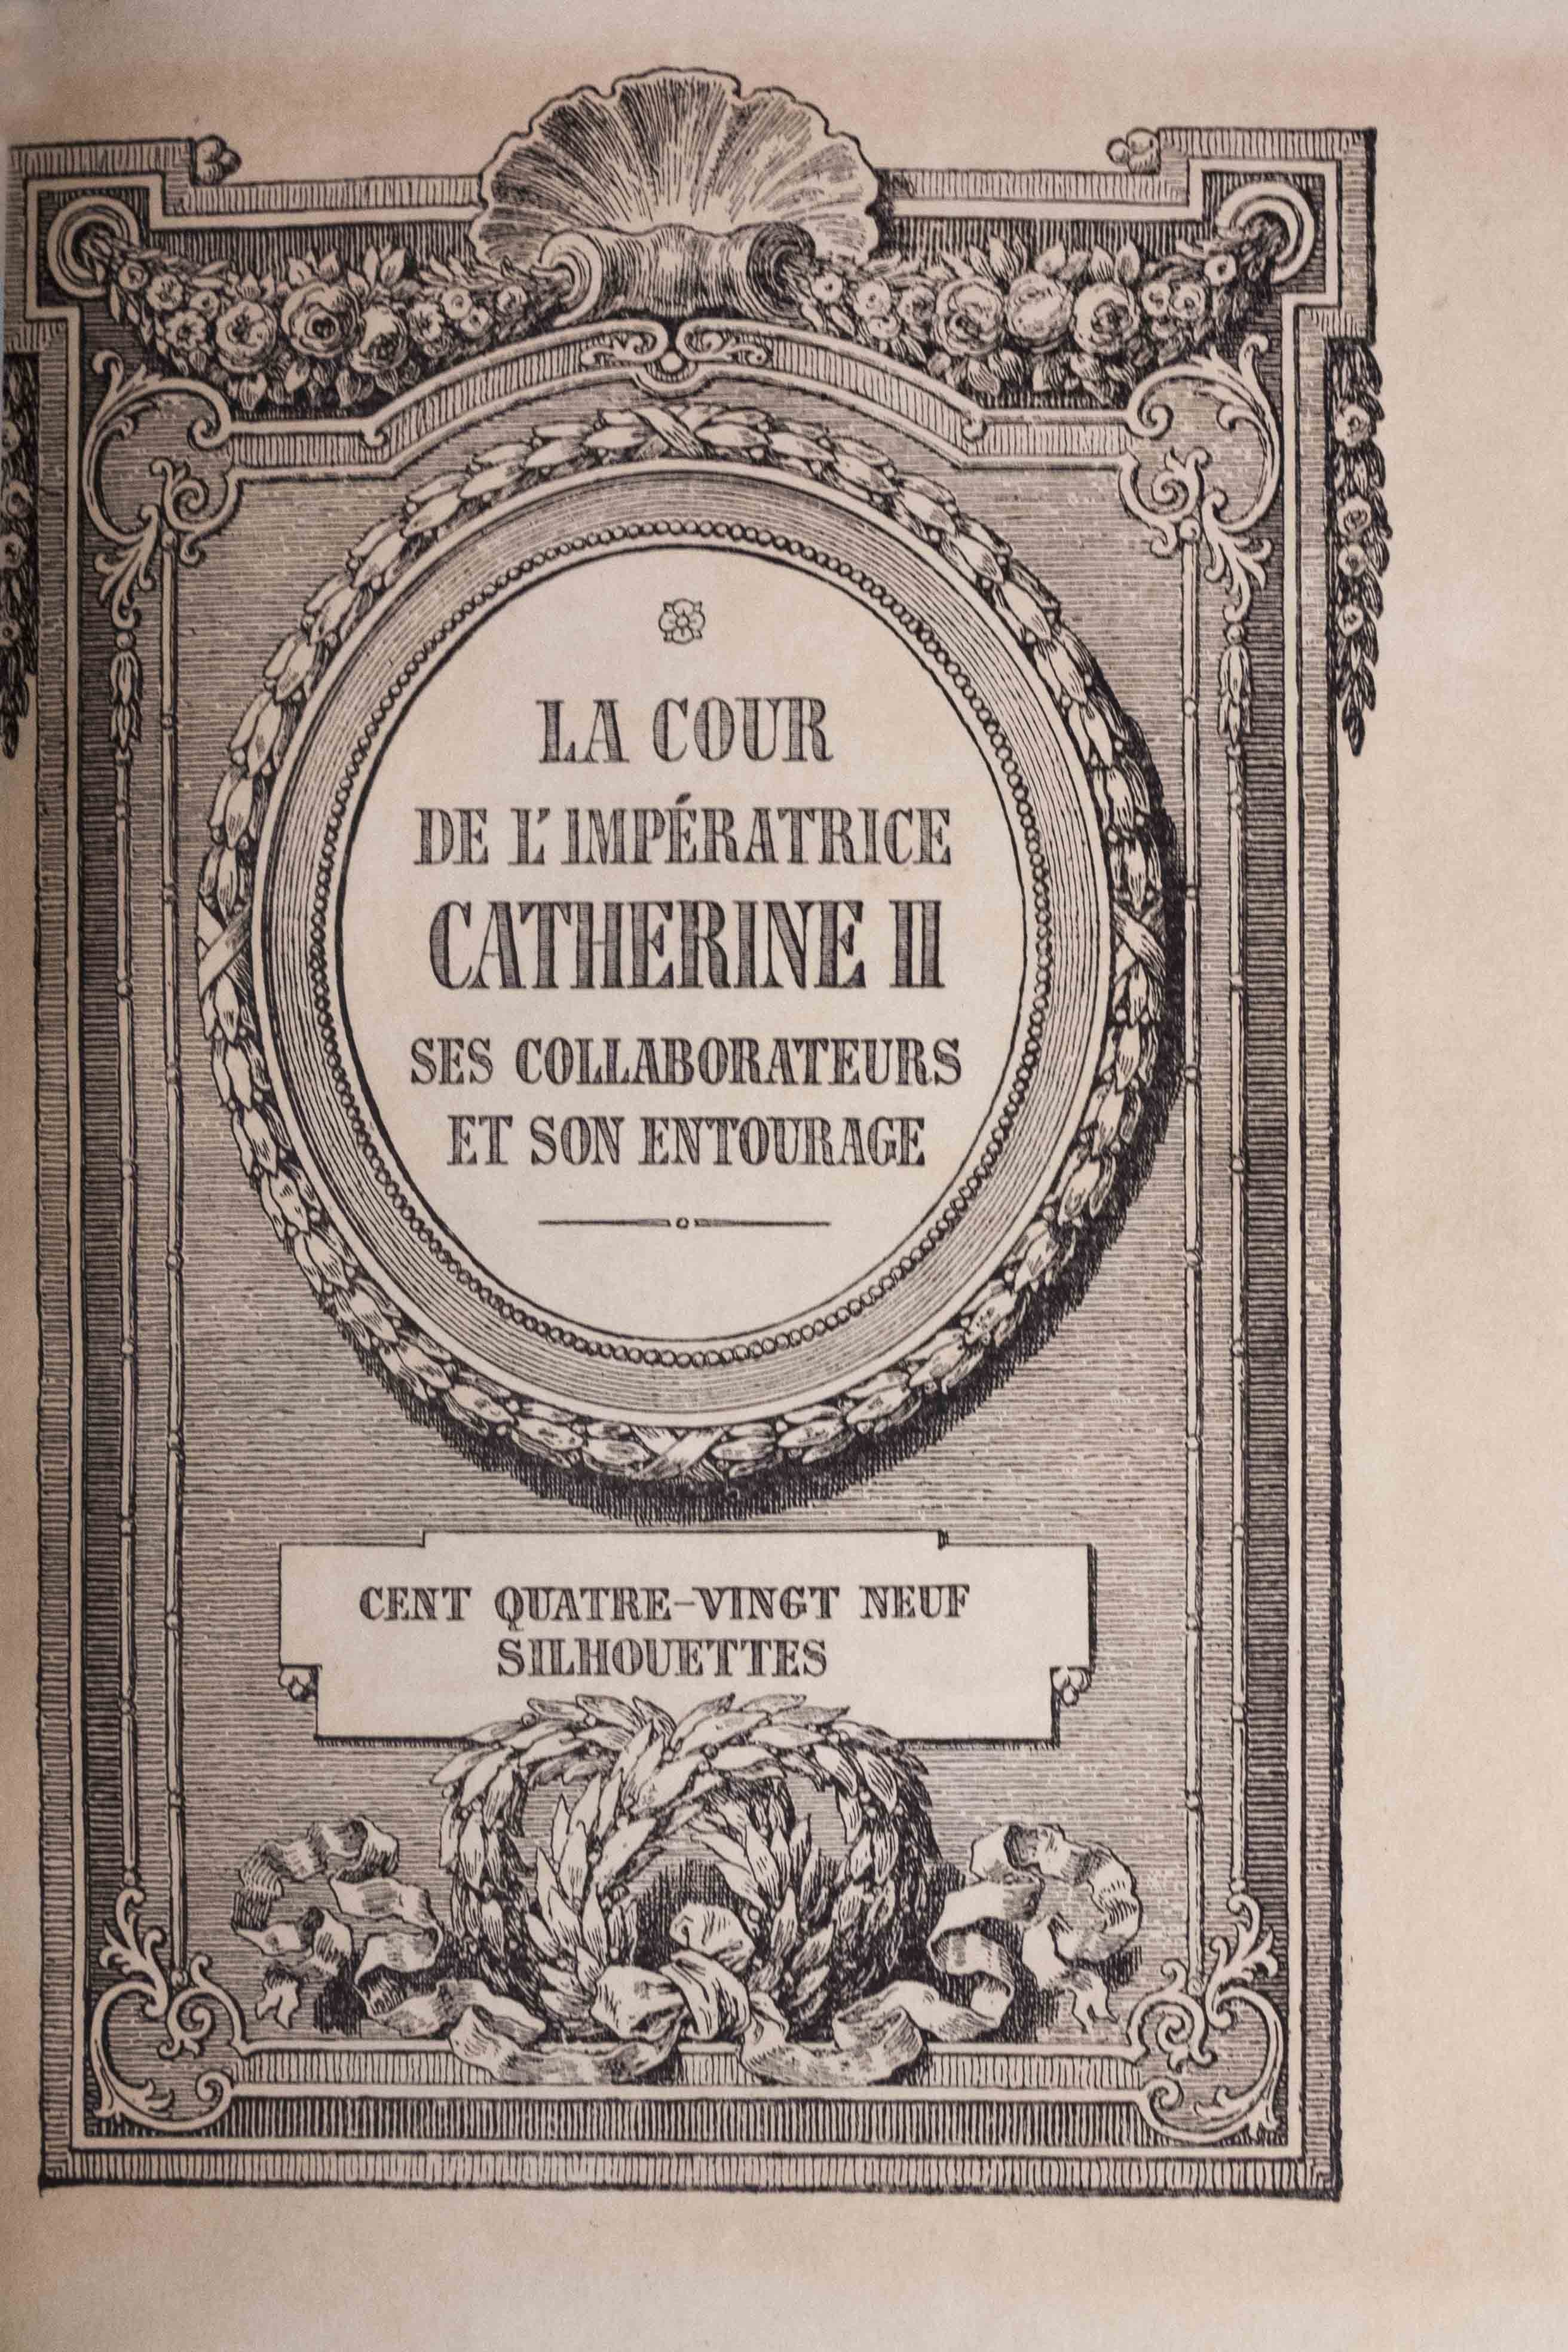 LA COUR
DE L'IMPÉRATRICE
CATHERINE II
SES COLLABORATEURS
ET SON ENTOURAGE
CENT QUATRE-VINGT NEUF
SILHOUETTES